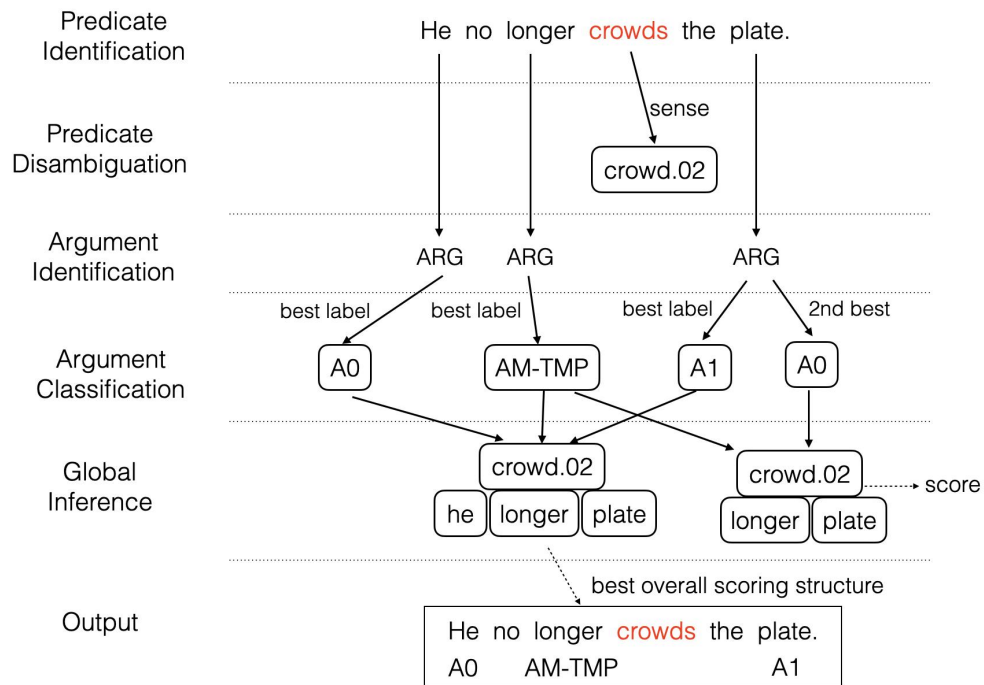 Predicate
Identification
He no longer crowds the plate.
sense
Predicate
Disambiguation
crowd.02
Argument
Identification
ARG
ARG
ARG
best label
best label
best label
2nd best
Argument
Classification
A0
AM-TMP
A1
A0
Global
Inference
crowd.02
he
longer
plate
crowd.02
longer
plate
score
best overall scoring structure
Output
He no longer crowds the plate.
A0 AM-TMP A1